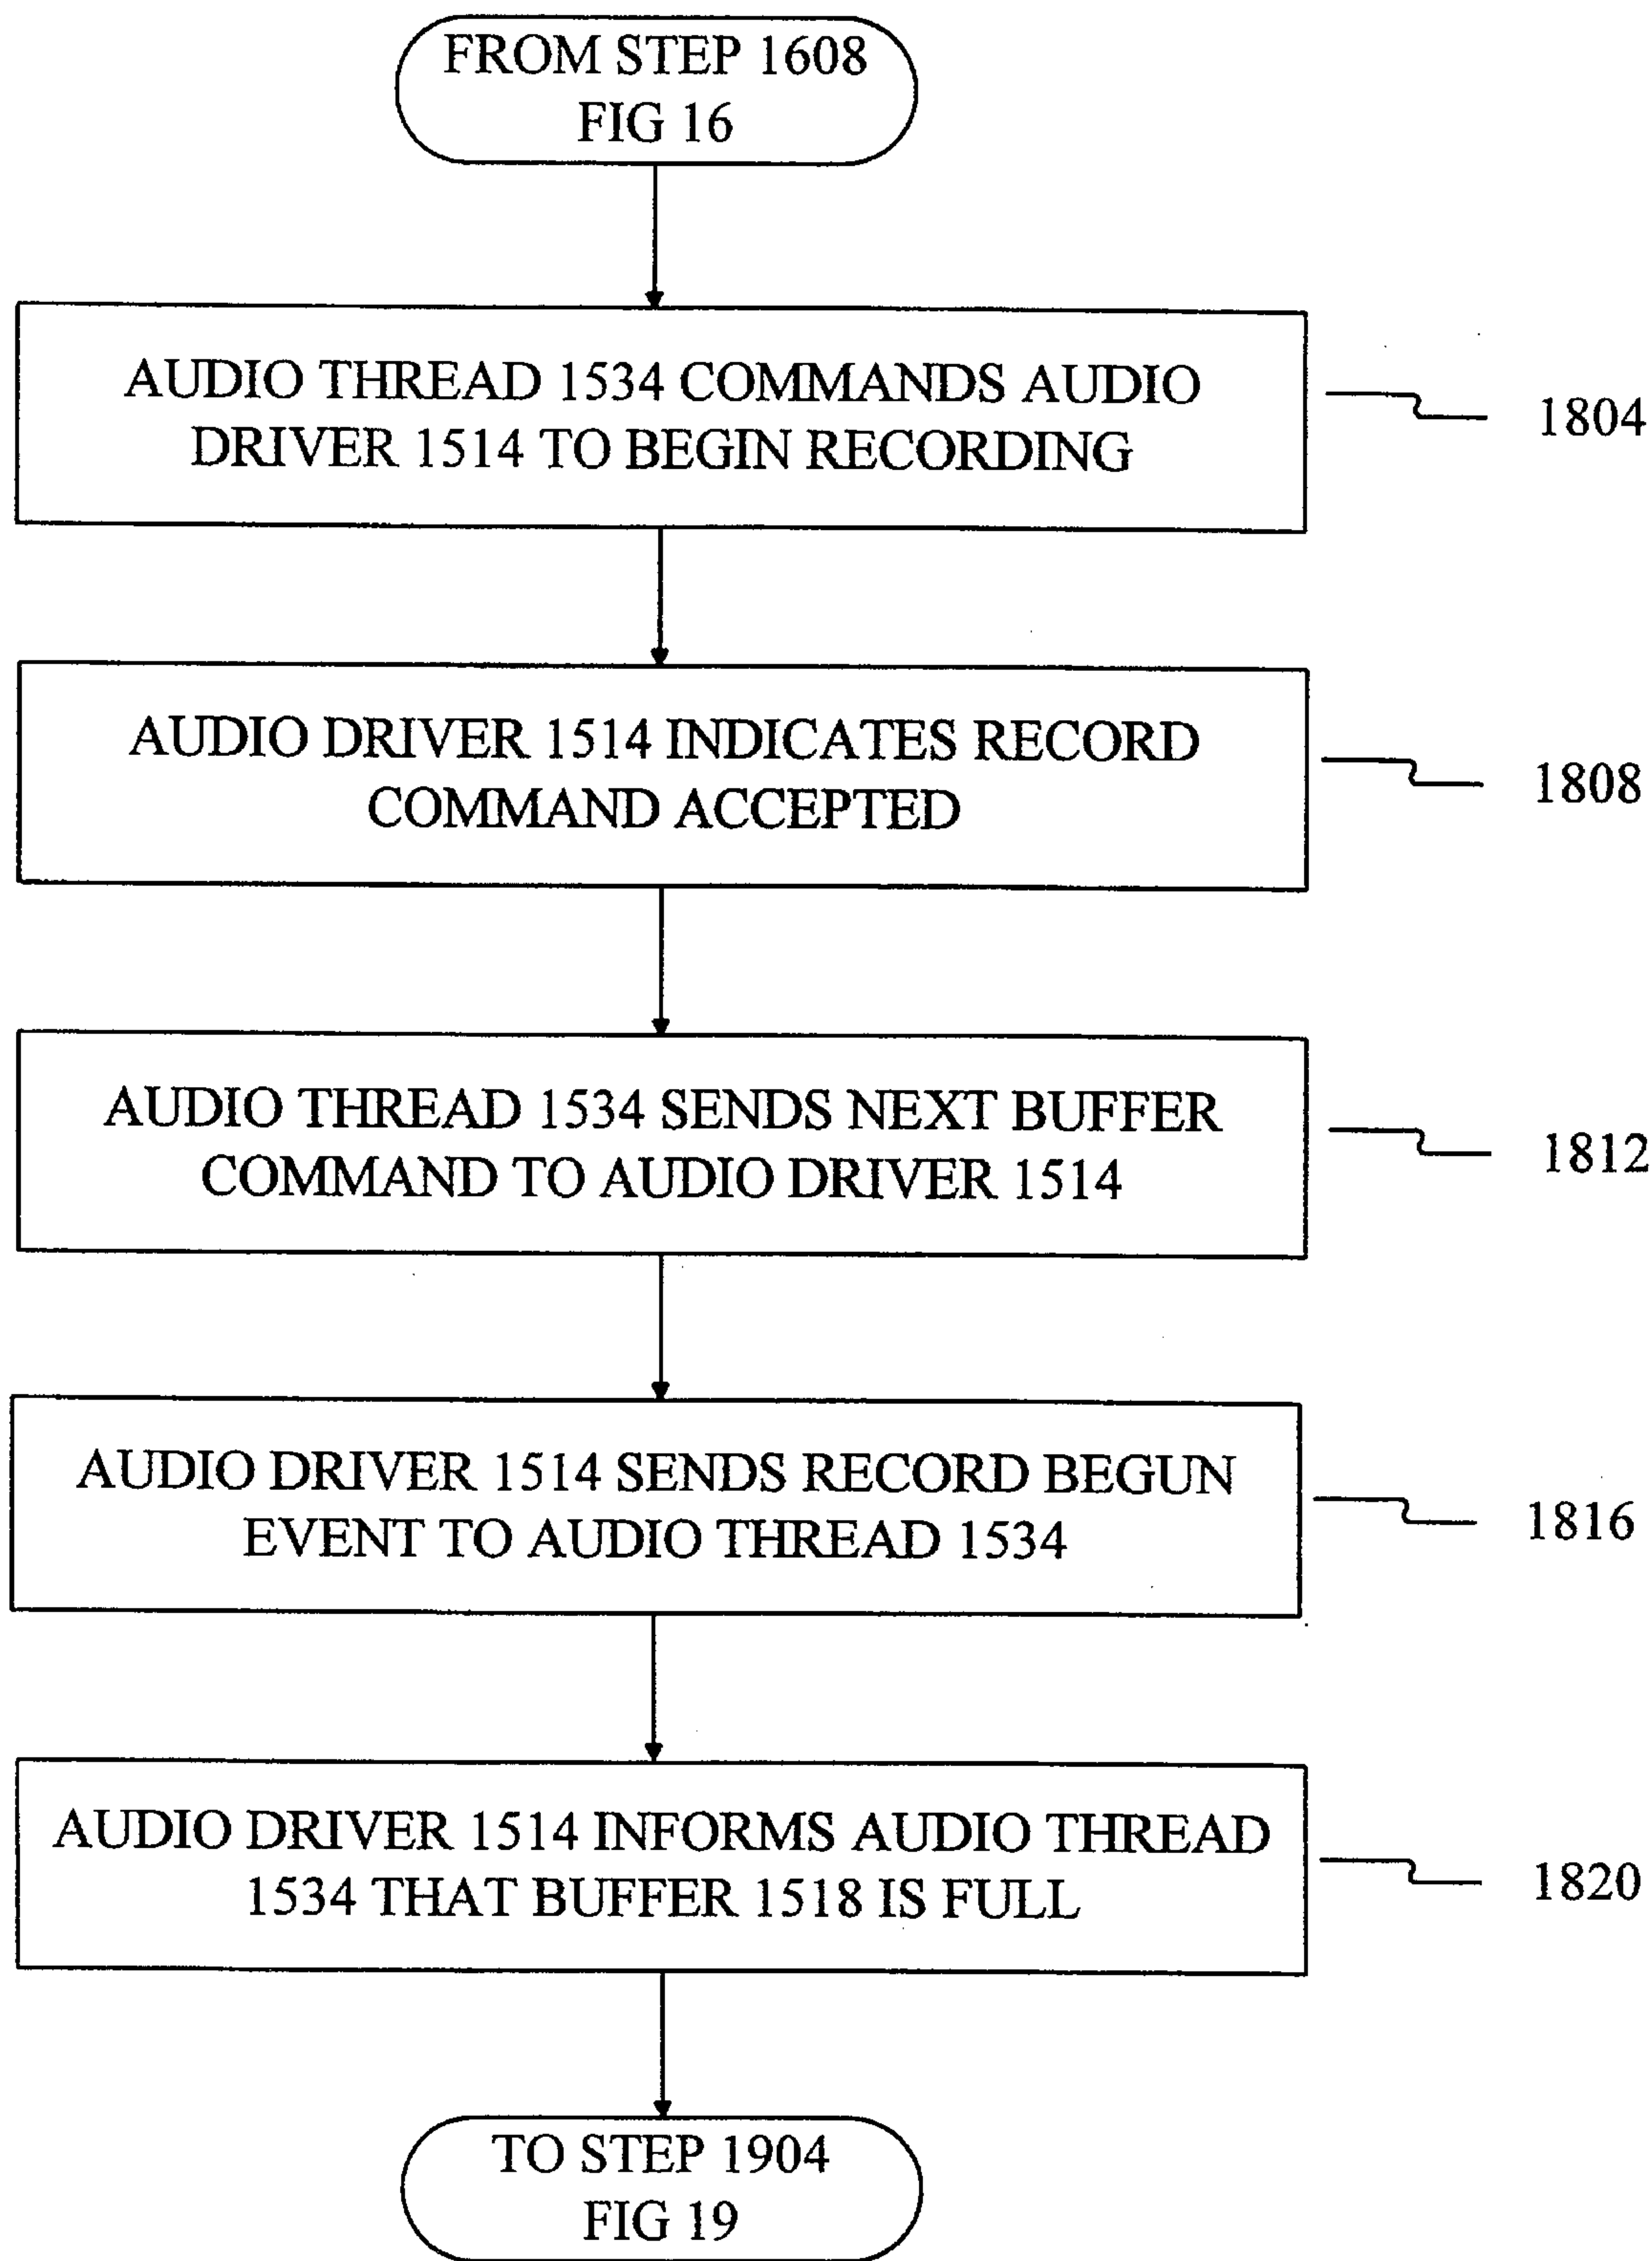 FROM STEP 1608
FIG 16
AUDIO THREAD 1534 COMMANDS AUDIO
DRIVER 1514 TO BEGIN RECORDING
1804
AUDIO DRIVER 1514 INDICATES RECORD
COMMAND ACCEPTED
1808
AUDIO THREAD 1534 SENDS NEXT BUFFER
COMMAND TO AUDIO DRIVER 1514
1812
AUDIO DRIVER 1514 SENDS RECORD BEGUN
EVENT TO AUDIO THREAD 1534
1816
AUDIO DRIVER 1514 INFORMS AUDIO THREAD
1534 THAT BUFFER 1518 IS FULL
1820
TO STEP 1904
FIG 19